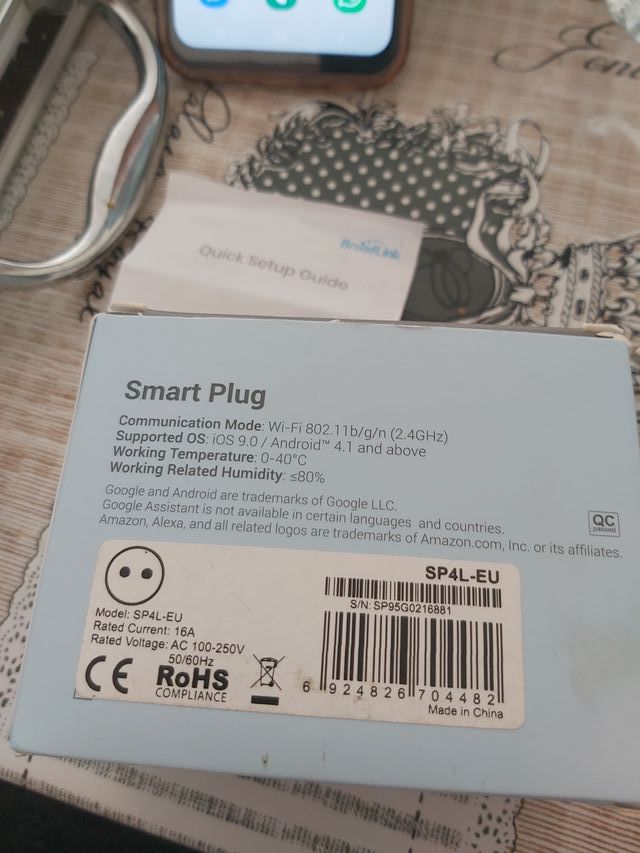 BroadLink
Quick Setup Guide
Smart Plug
Communication Mode: Wi-Fi 802.11b/g/n (2.4GHz)
Supported OS: iOS 9.0 / Android™ 4.1 and above
Working Temperature: 0-40°C
Working Related Humidity: ≤80%
Google and Android are trademarks of Google LLC.
Google Assistant is not available in certain languages and countries.
Amazon, Alexa, and all related logos are trademarks of Amazon.com, Inc. or its affiliates.
QC
passed
SP4L-EU
S/N: SP95G0216881
Model: SP4L-EU
Rated Current: 16A
Rated Voltage: AC 100-250V
50/60Hz
CE
RoHS
COMPLIANCE
6 924826 704482
Made in China